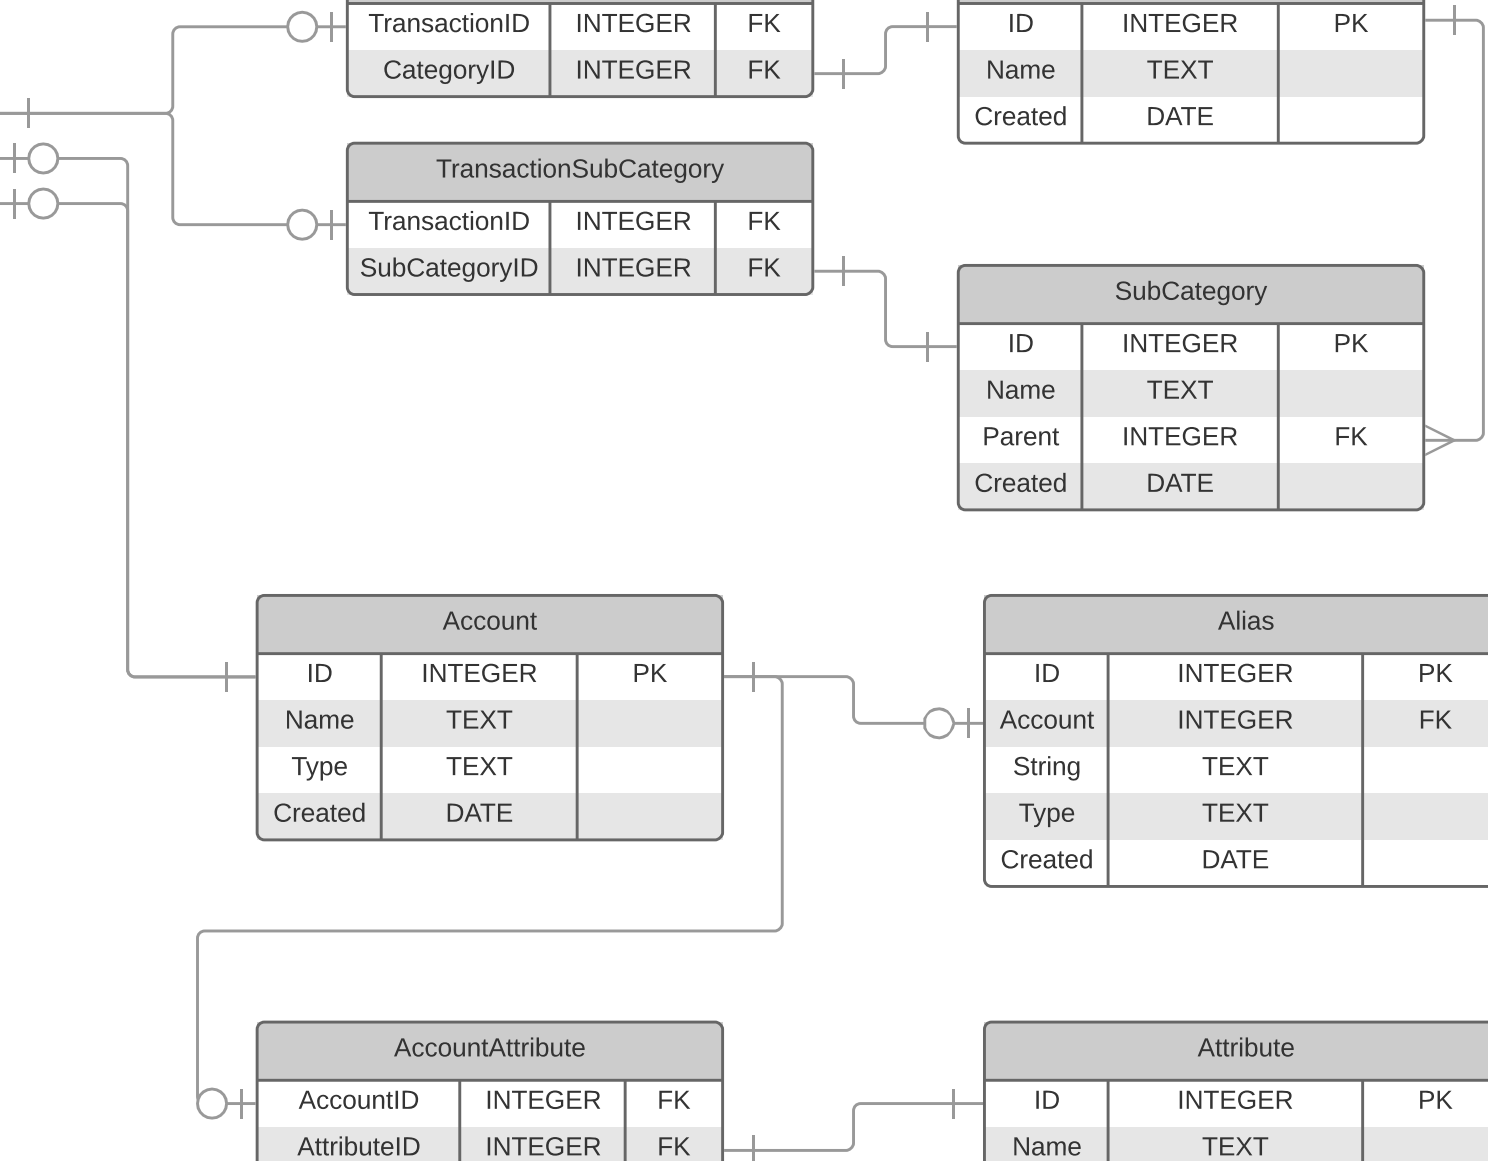 TransactionID INTEGER FK
CategoryID INTEGER FK
ID INTEGER PK
Name TEXT
Created DATE
TransactionSubCategory
TransactionID INTEGER FK
SubCategoryID INTEGER FK
SubCategory
ID INTEGER PK
Name TEXT
Parent INTEGER FK
Created DATE
Account
ID INTEGER PK
Name TEXT
Type TEXT
Created DATE
Alias
ID INTEGER PK
Account INTEGER FK
String TEXT
Type TEXT
Created DATE
AccountAttribute
AccountID INTEGER FK
AttributeID INTEGER FK
Attribute
ID INTEGER PK
Name TEXT